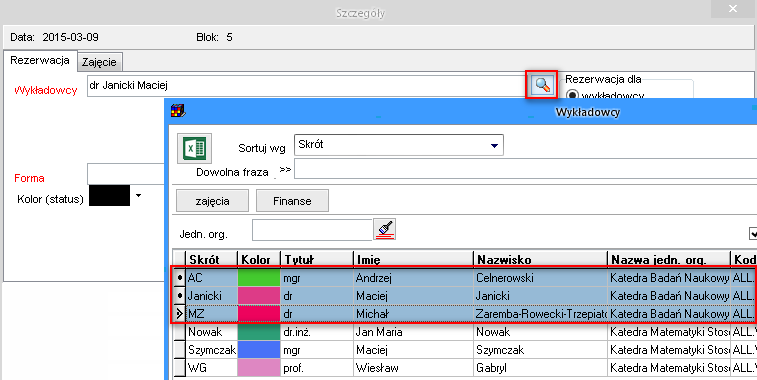 Szczegóły
Data: 2015-03-09 Blok: 5
Rezerwacja Zajęcie
Wykładowcy dr Janicki Maciej Rezerwacja dla
wykładowcy
Wykładowcy
Sortuj wg Skrót
Dowolna fraza >>
Forma
Kolor (status)
zajęcia Finanse
Jedn. org.
Skrót Kolor Tytuł Imię Nazwisko Nazwa jedn. org. Kod
AC mgr Andrzej Celnerowski Katedra Badań Naukowy ALL.
Janicki dr Maciej Janicki Katedra Badań Naukowy ALL.
MZ dr Michał Zaremba-Rowecki-Trzepiato Katedra Badań Naukowy ALL.
Nowak dr.inż. Jan Maria Nowak Katedra Matematyki Stoso ALL.
Szymczak mgr Maciej Szymczak Katedra Matematyki Stoso ALL.
WG prof. Wiesław Gabryl Katedra Matematyki Stoso ALL.